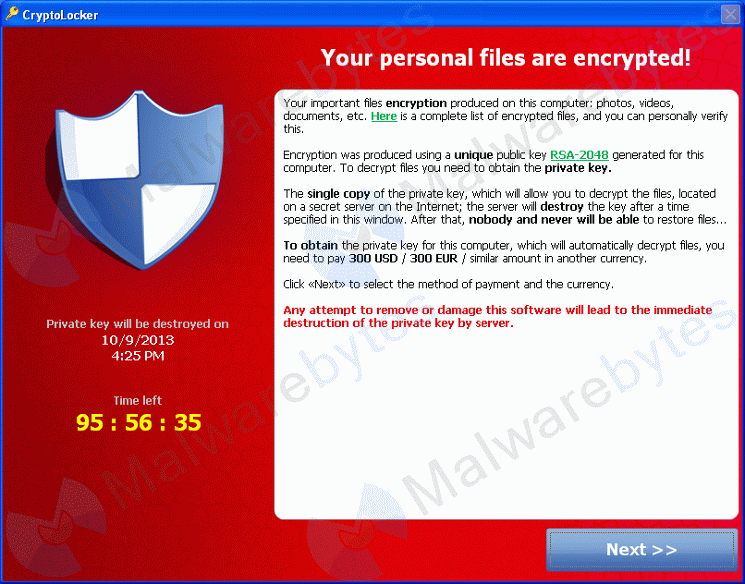 CryptoLocker
Your personal files are encrypted!
Your important files encryption produced on this computer: photos, videos,
documents, etc. Here is a complete list of encrypted files, and you can personally verify
this.
Encryption was produced using a unique public key RSA-2048 generated for this
computer. To decrypt files you need to obtain the private key.
The single copy of the private key, which will allow you to decrypt the files, located
on a secret server on the Internet; the server will destroy the key after a time
specified in this window. After that, nobody and never will be able to restore files...
To obtain the private key for this computer, which will automatically decrypt files, you
need to pay 300 USD / 300 EUR / similar amount in another currency.
Click «Next» to select the method of payment and the currency.
Any attempt to remove or damage this software will lead to the immediate
destruction of the private key by server.
Private key will be destroyed on
10/9/2013
4:25 PM
Time left
95 : 56 : 35
Next >>
Malwarebytes
Malwarebytes
Malwarebytes